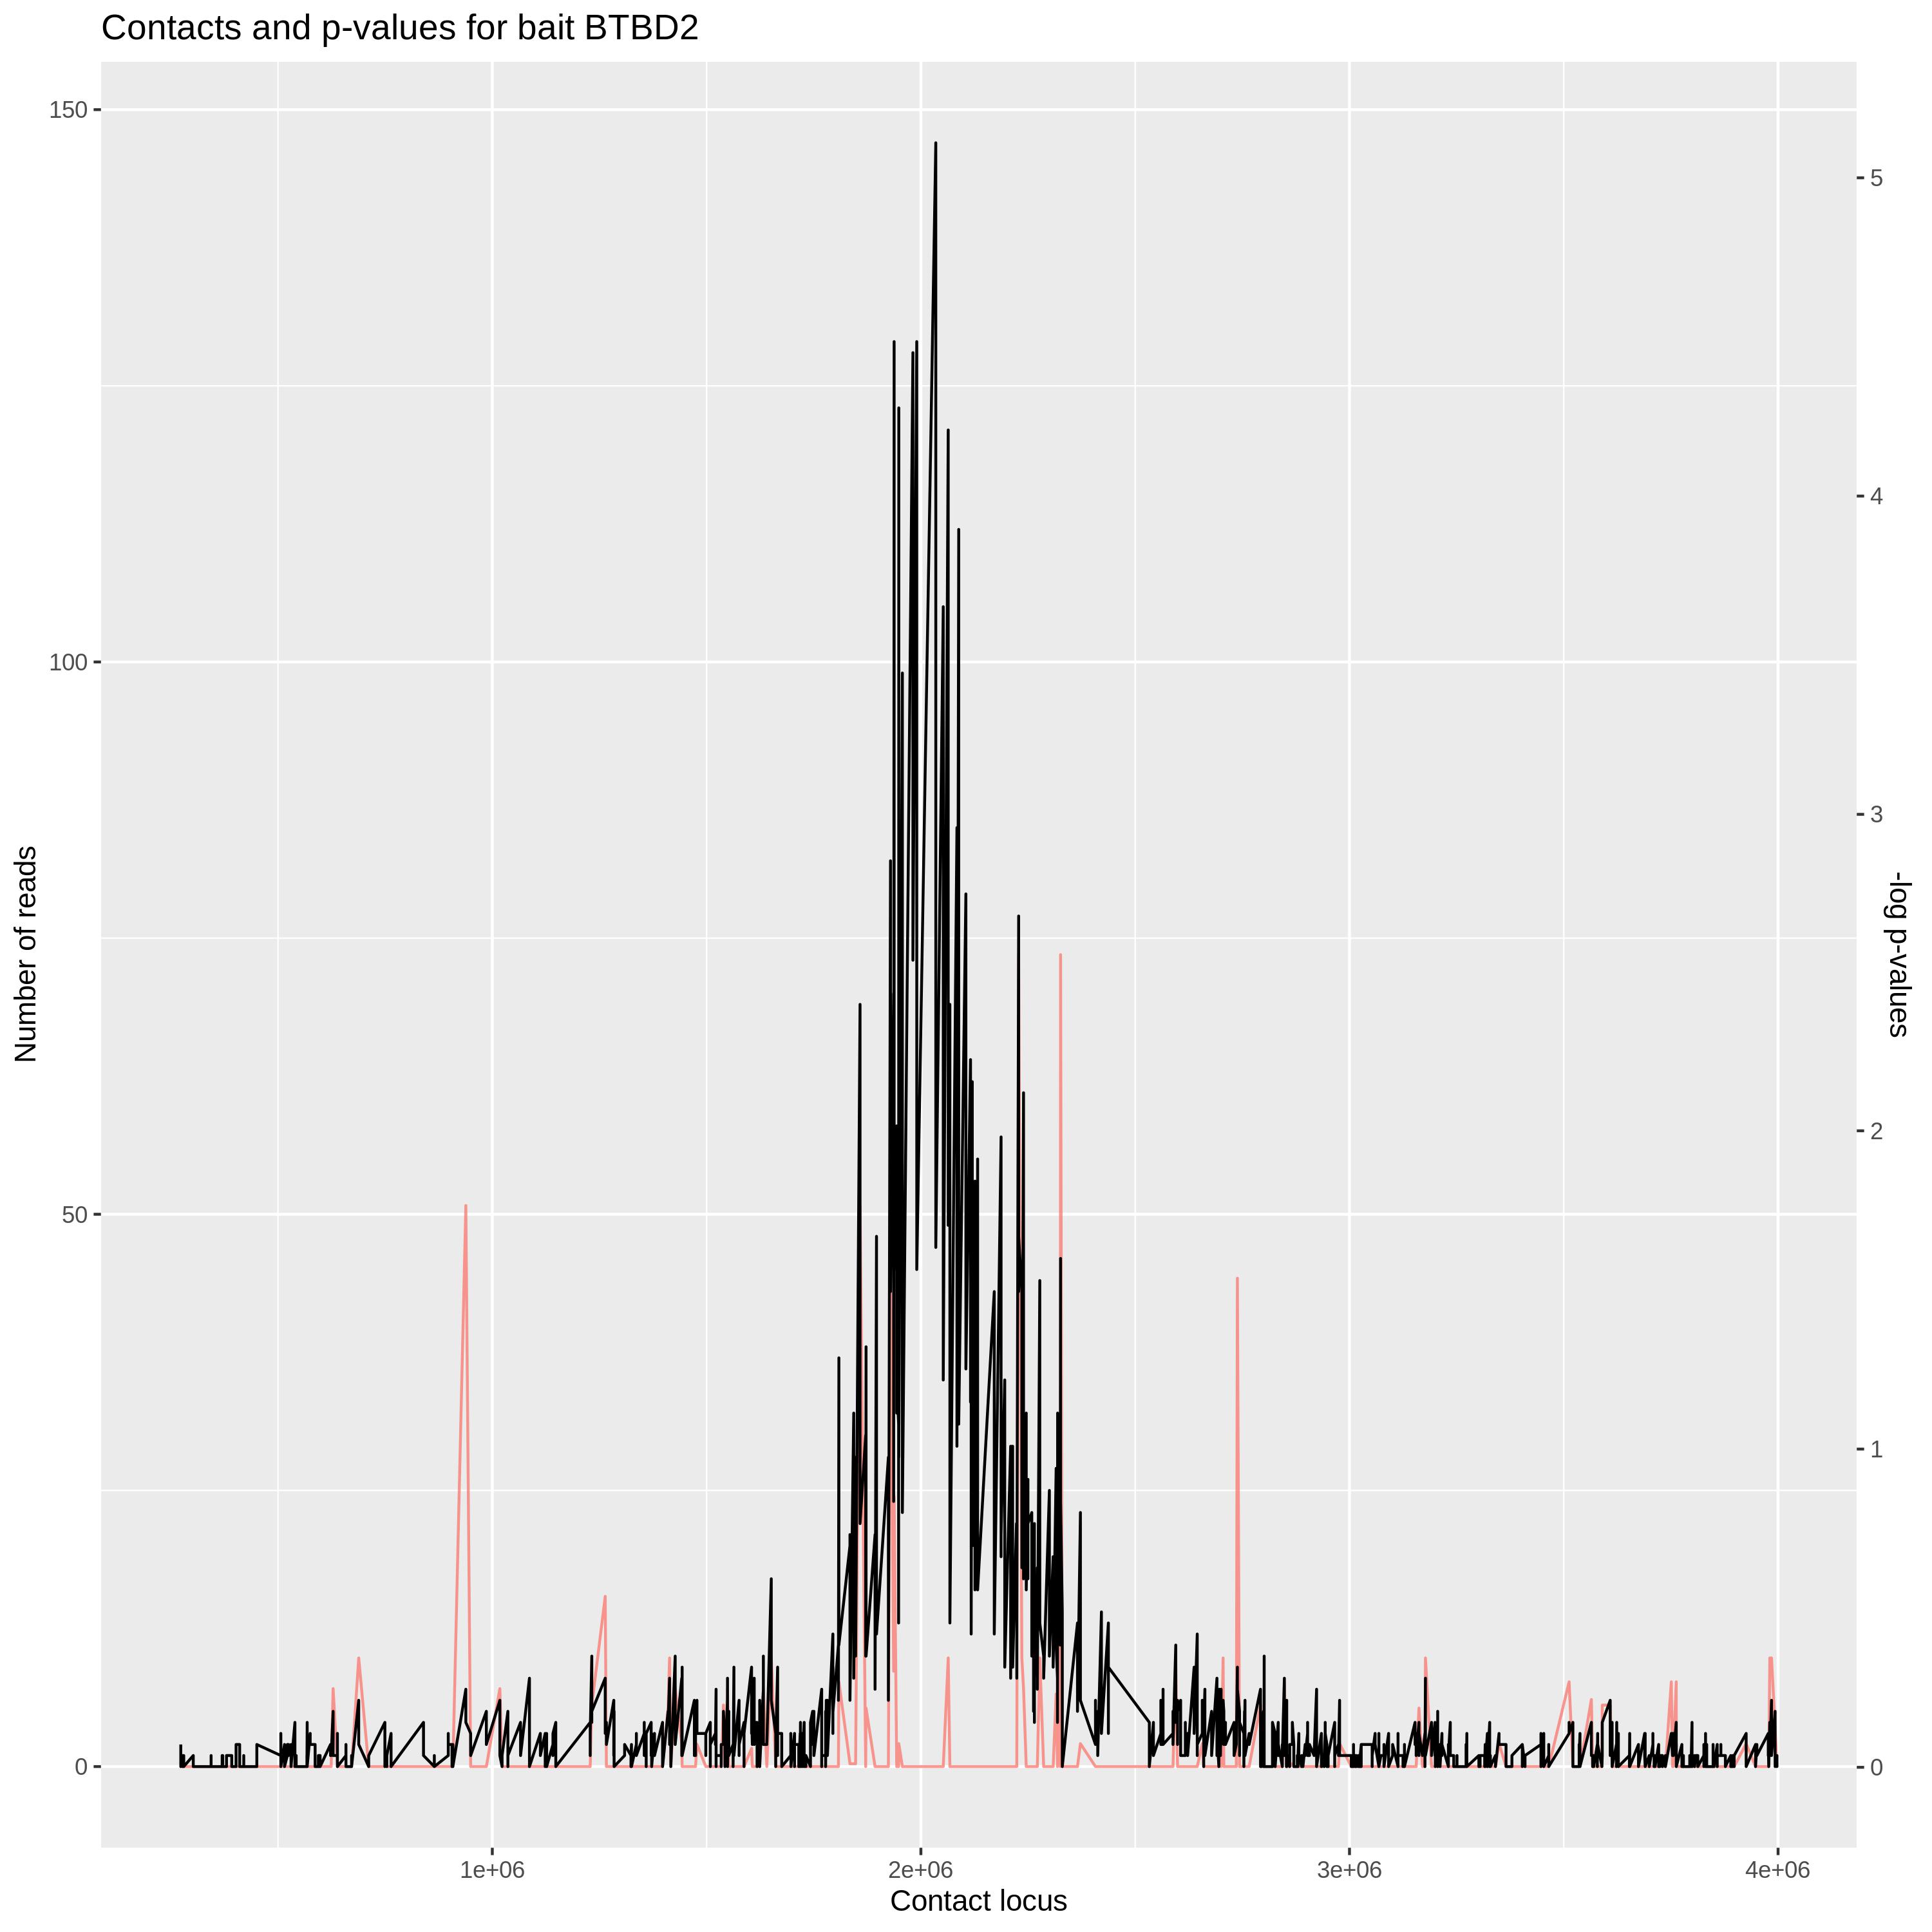 Contacts and p-values for bait BTBD2
150
100
50
0
Number of reads
5
4
3
2
1
0
-log p-values
1e+06
2e+06
3e+06
4e+06
Contact locus